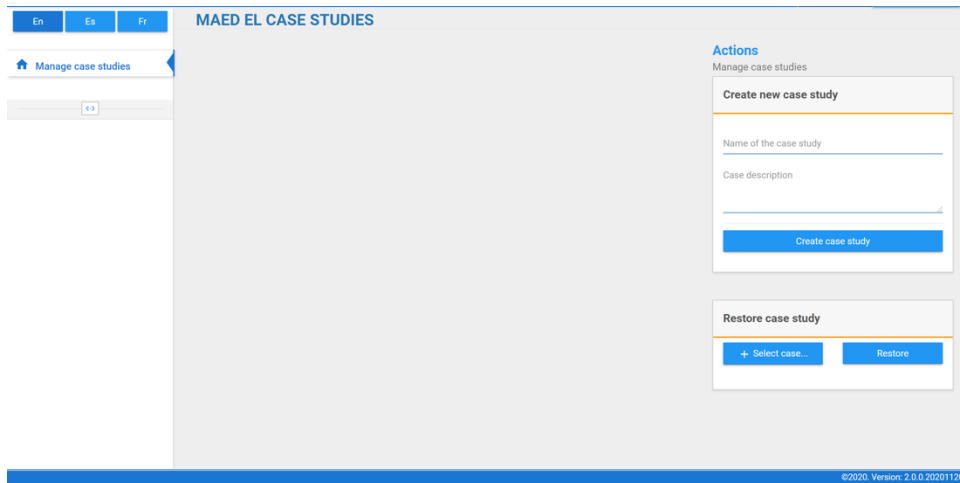 En Es Fr
MAED EL CASE STUDIES
Manage case studies
Actions
Manage case studies
Create new case study
Name of the case study
Case description
Create case study
Restore case study
+ Select case...
Restore
©2020. Version: 2.0.0.2020112